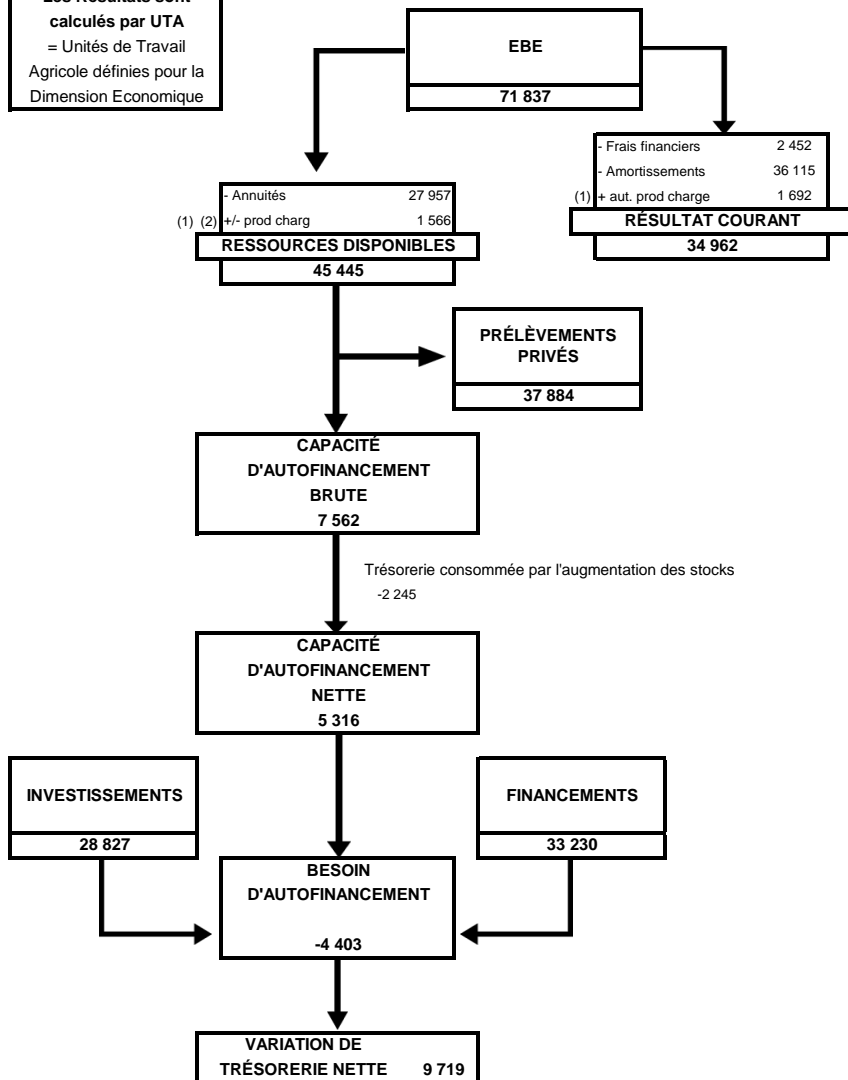 Les Résultats sont
calculés par UTA
= Unités de Travail
Agricole définies pour la
Dimension Economique
EBE
71 837
- Frais financiers 2 452
- Amortissements 36 115
(1) + aut. prod charge 1 692
RÉSULTAT COURANT
34 962
- Annuités 27 957
(1) (2) +/- prod charg 1 566
RESSOURCES DISPONIBLES
45 445
PRÉLÈVEMENTS
PRIVÉS
37 884
CAPACITÉ
D'AUTOFINANCEMENT
BRUTE
7 562
Trésorerie consommée par l'augmentation des stocks
-2 245
CAPACITÉ
D'AUTOFINANCEMENT
NETTE
5 316
INVESTISSEMENTS
28 827
FINANCEMENTS
33 230
BESOIN
D'AUTOFINANCEMENT
-4 403
VARIATION DE
TRÉSORERIE NETTE 9 719